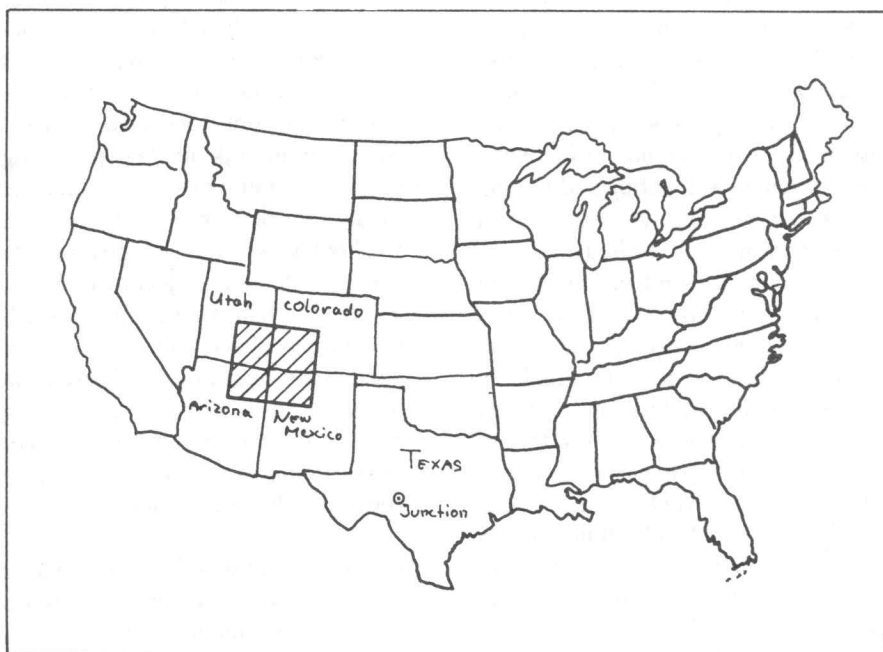 Utah
colorado
Arizona
New
Mexico
TEXAS
Junction